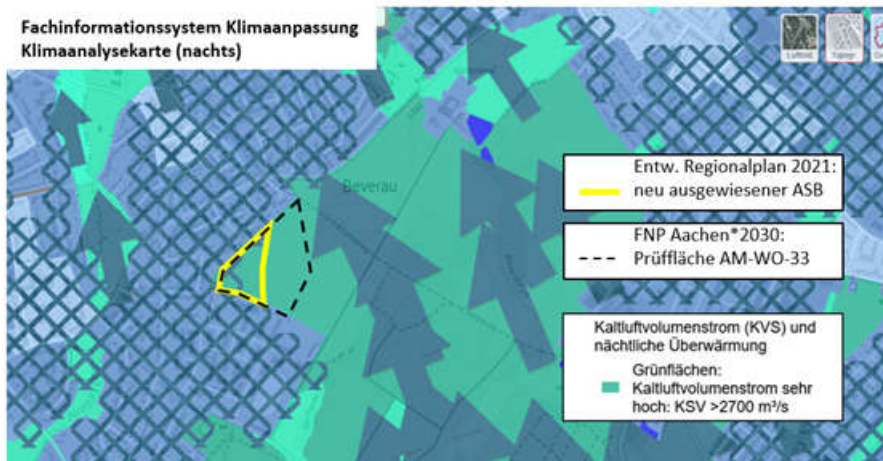 Fachinformationssystem Klimaanpassung
Klimaanalysekarte (nachts)
Luftbild
Topogr.
Beverau
Entw. Regionalplan 2021:
neu ausgewiesener ASB
FNP Aachen*2030:
Prüffläche AM-WO-33
Kaltluftvolumenstrom (KVS) und
nächtliche Überwärmung
Grünflächen:
Kaltluftvolumenstrom sehr
hoch: KSV >2700 m³/s